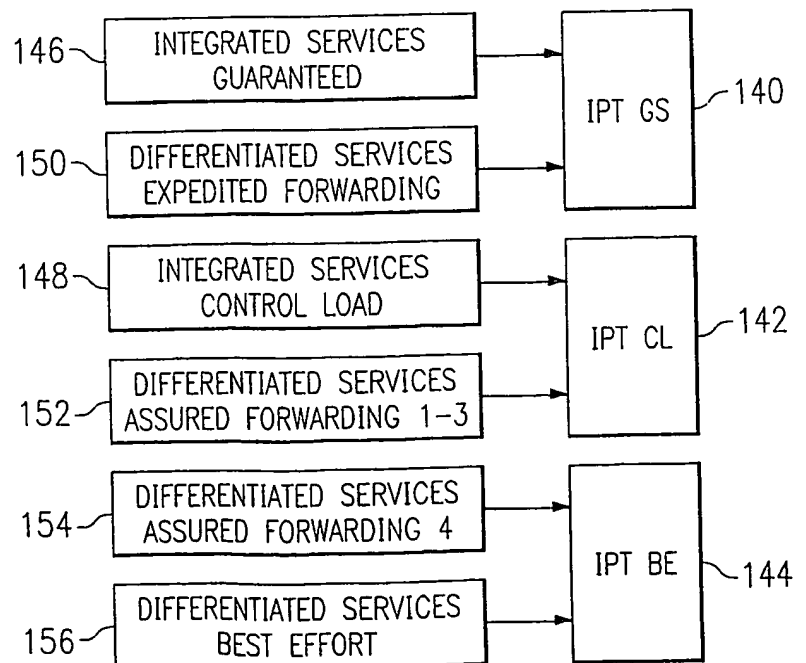 146
INTEGRATED SERVICES
GUARANTEED
IPT GS
140
150
DIFFERENTIATED SERVICES
EXPEDITED FORWARDING
148
INTEGRATED SERVICES
CONTROL LOAD
IPT CL
142
152
DIFFERENTIATED SERVICES
ASSURED FORWARDING 1-3
154
DIFFERENTIATED SERVICES
ASSURED FORWARDING 4
IPT BE
144
156
DIFFERENTIATED SERVICES
BEST EFFORT